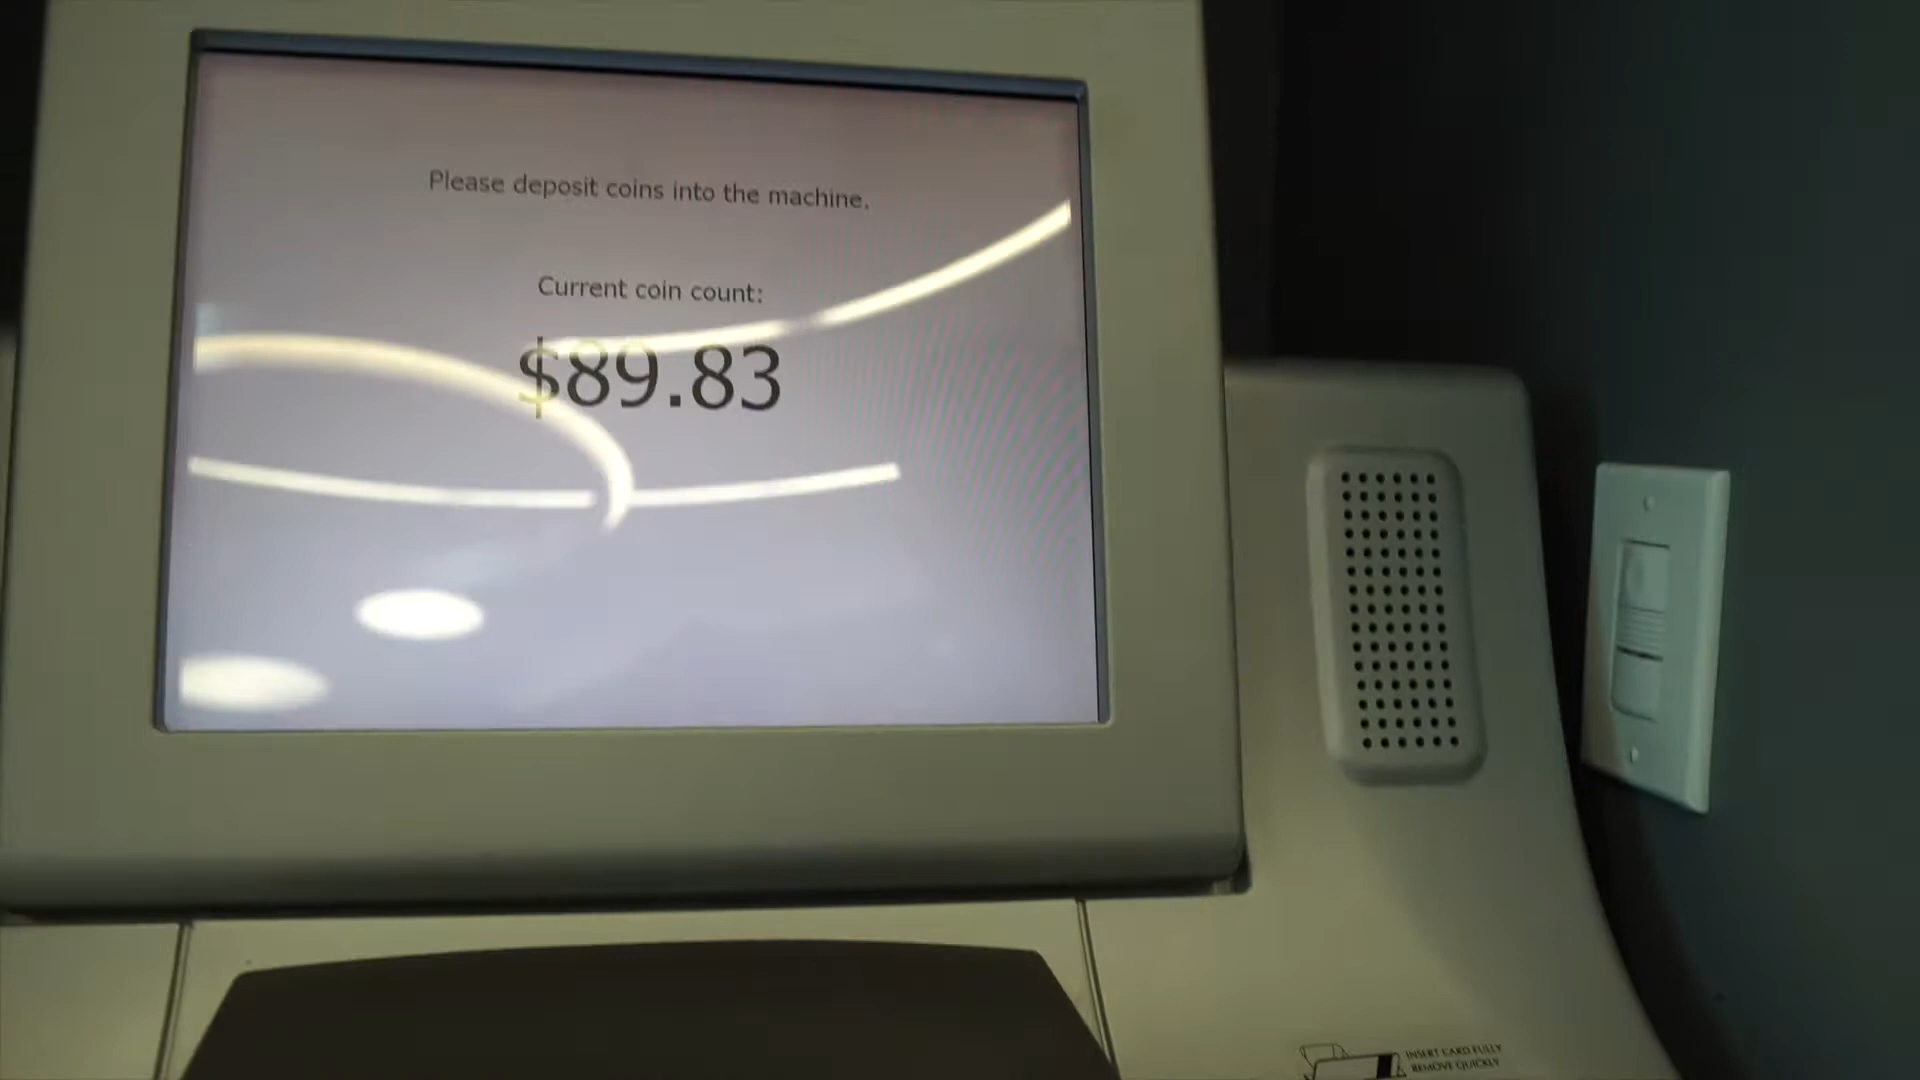 Please deposit coins into the machine.
Current coin count:
$89.83
INSERT CARD FULLY
REMOVE QUICKLY